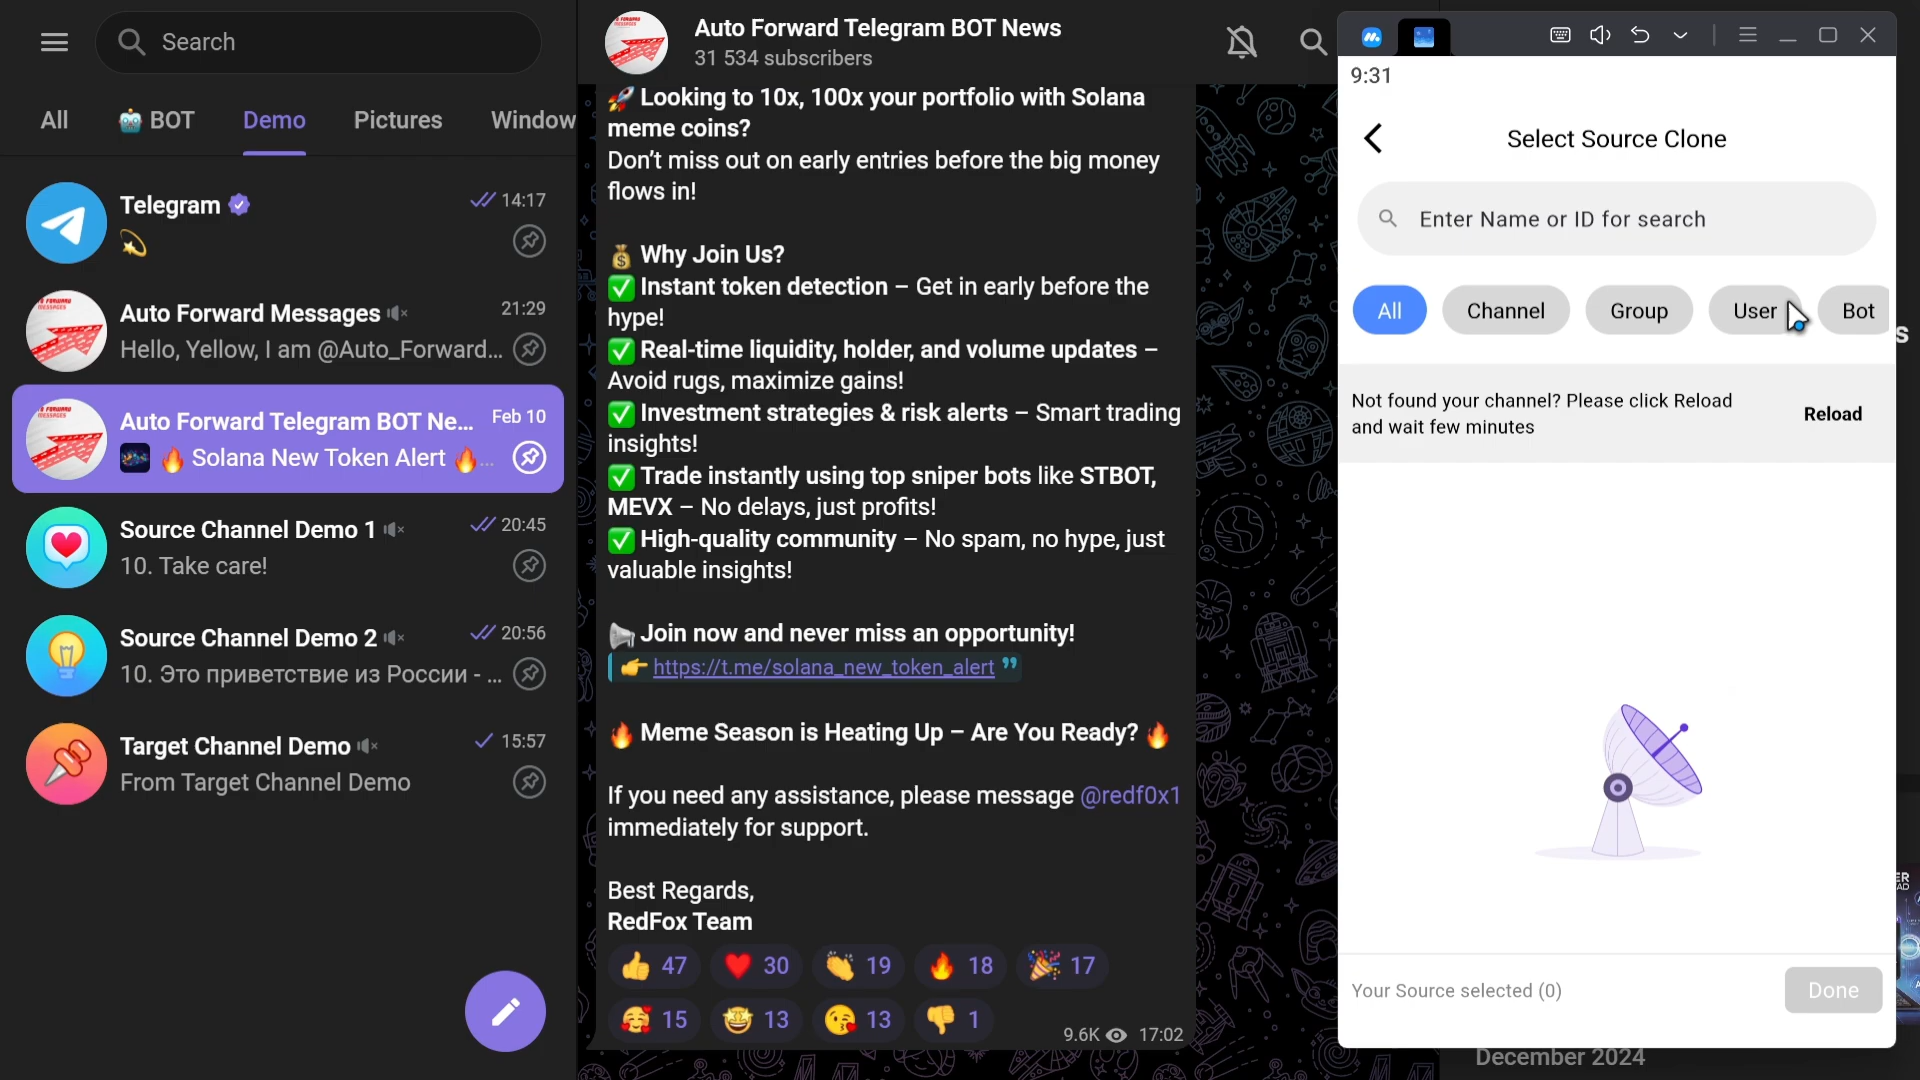 Search
All
🤖 BOT
Demo
Pictures
Window
Telegram
14:17
💫
Auto Forward Messages
21:29
Hello, Yellow, I am @Auto_Forward...
Auto Forward Telegram BOT Ne...
Feb 10
🔥 Solana New Token Alert 🔥...
Source Channel Demo 1
20:45
10. Take care!
Source Channel Demo 2
20:56
10. Это приветствие из России - ...
Target Channel Demo
15:57
From Target Channel Demo
Auto Forward Telegram BOT News
31 534 subscribers
🚀 Looking to 10x, 100x your portfolio with Solana
meme coins?
Don't miss out on early entries before the big money
flows in!
💰 Why Join Us?
✅ Instant token detection – Get in early before the
hype!
✅ Real-time liquidity, holder, and volume updates –
Avoid rugs, maximize gains!
✅ Investment strategies & risk alerts – Smart trading
insights!
✅ Trade instantly using top sniper bots like STBOT,
MEVX – No delays, just profits!
✅ High-quality community – No spam, no hype, just
valuable insights!
📢 Join now and never miss an opportunity!
👉 https://t.me/solana_new_token_alert
🔥 Meme Season is Heating Up – Are You Ready? 🔥
If you need any assistance, please message @redf0x1
immediately for support.
Best Regards,
RedFox Team
👍 47 ❤️ 30 👏 19 🔥 18 🎉 17
🥰 15 🤩 13 😘 13 👎 1
9.6K 17:02
9:31
Select Source Clone
Enter Name or ID for search
All
Channel
Group
User
Bot
Not found your channel? Please click Reload
and wait few minutes
Reload
Your Source selected (0)
Done
December 2024